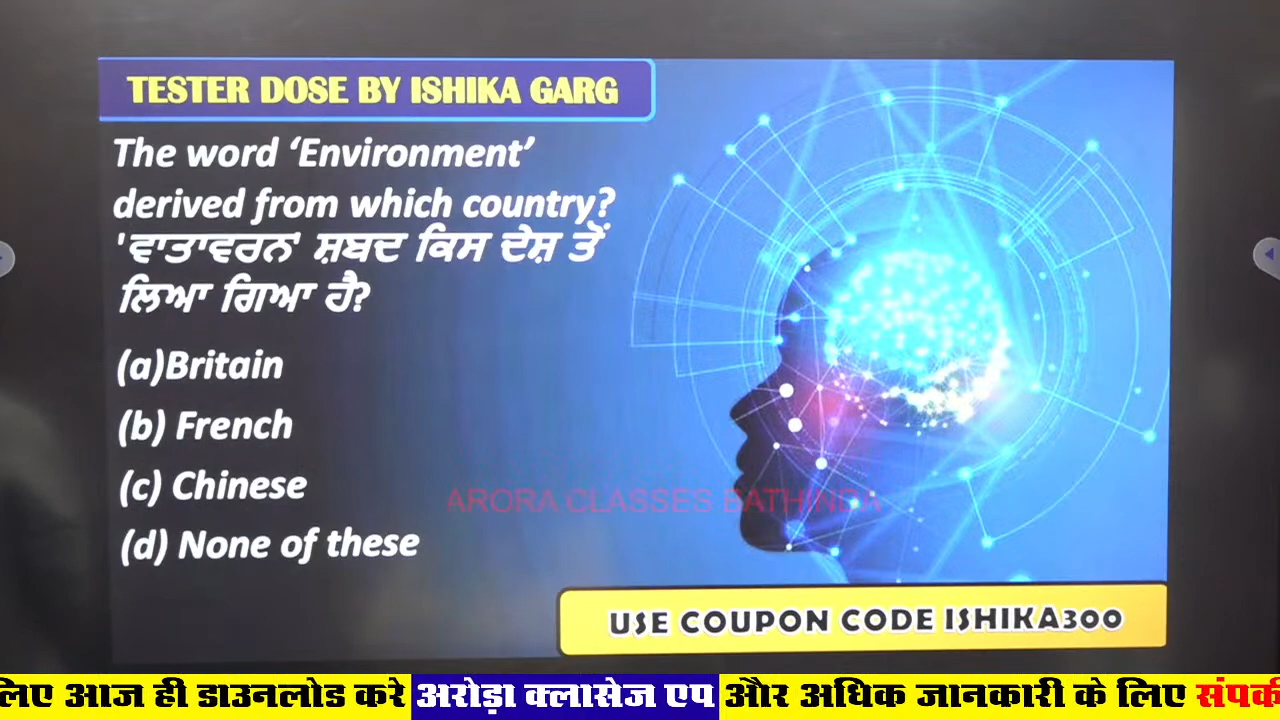 TESTER DOSE BY ISHIKA GARG
The word ‘Environment’
derived from which country?
'ਵਾਤਾਵਰਨ' ਸ਼ਬਦ ਕਿਸ ਦੇਸ਼ ਤੋਂ
ਲਿਆ ਗਿਆ ਹੈ?
(a)Britain
(b) French
(c) Chinese
(d) None of these
ARORA CLASSES BATHINDA
USE COUPON CODE ISHIKA300
लिए आज ही डाउनलोड करे अरोड़ा क्लासेज एप और अधिक जानकारी के लिए